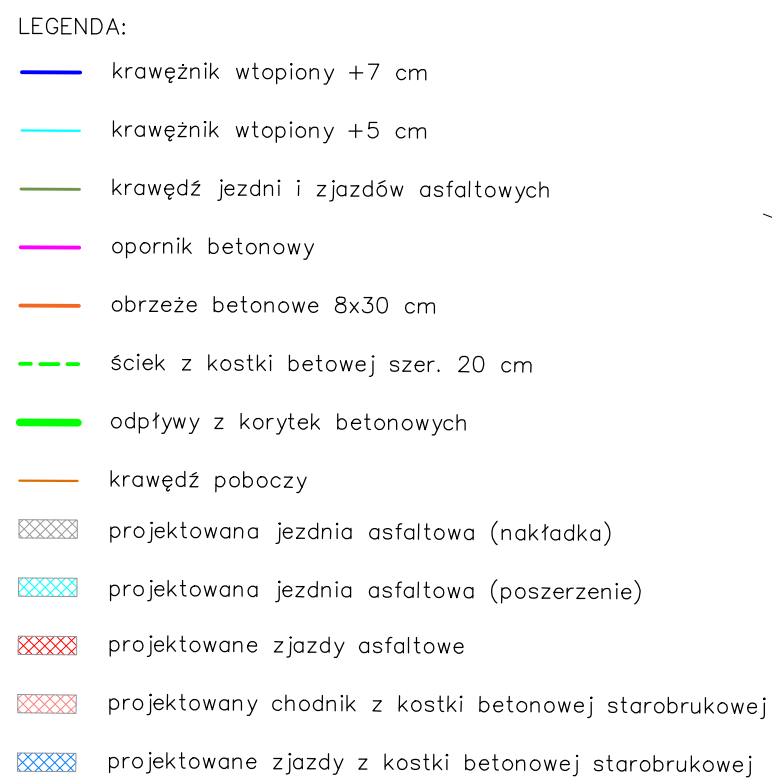 LEGENDA:
krawężnik wtopiony +7 cm
krawężnik wtopiony +5 cm
krawędź jezdni i zjazdów asfaltowych
opornik betonowy
obrzeże betonowe 8x30 cm
ściek z kostki betowej szer. 20 cm
odpływy z korytek betonowych
krawędź poboczy
projektowana jezdnia asfaltowa (nakładka)
projektowana jezdnia asfaltowa (poszerzenie)
projektowane zjazdy asfaltowe
projektowany chodnik z kostki betonowej starobrukowej
projektowane zjazdy z kostki betonowej starobrukowej